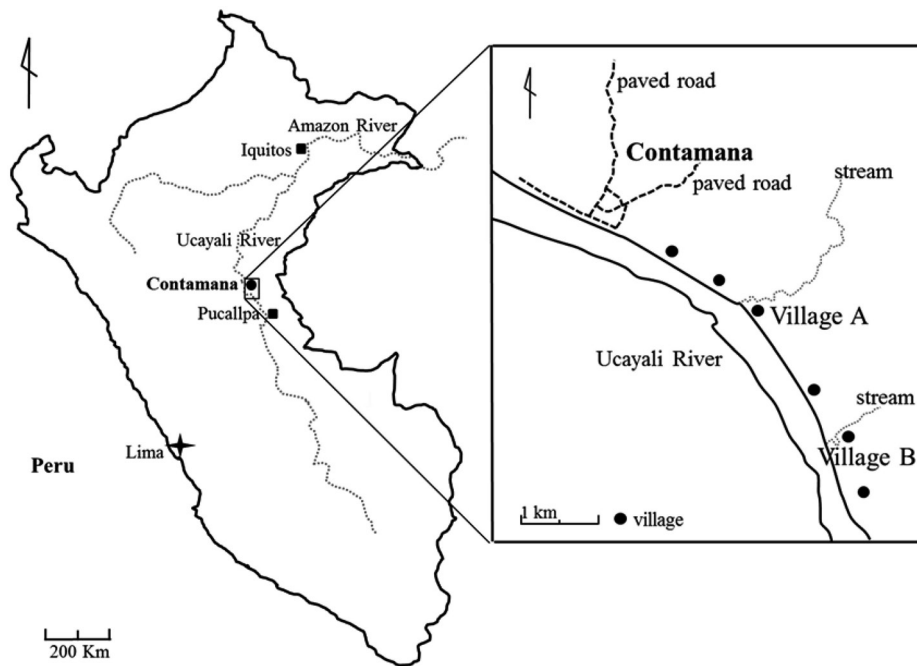 Amazon River
Iquitos
Ucayali River
Contamana
Pucallpa
Lima
Peru
200 Km
paved road
Contamana
paved road
stream
Village A
Ucayali River
stream
Village B
1 km
village